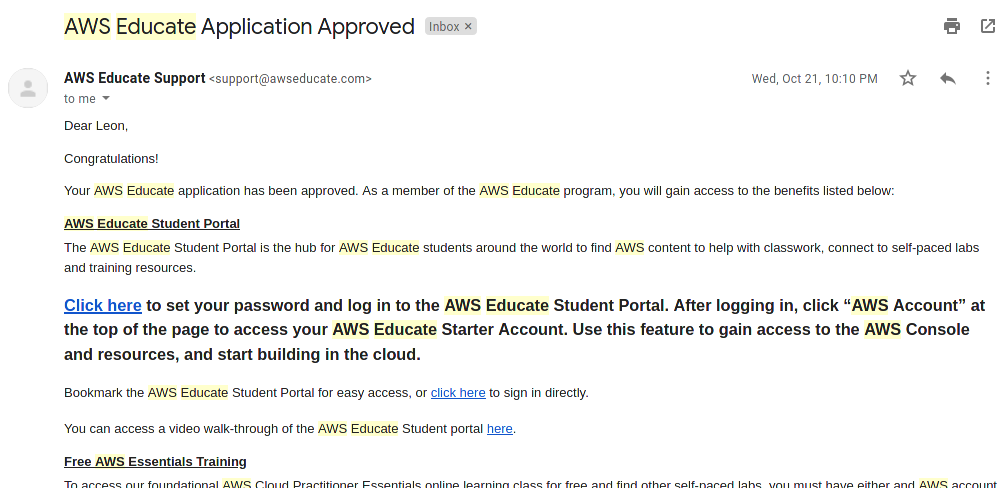 AWS Educate Application Approved Inbox ×
AWS Educate Support <support@awseducate.com> Wed, Oct 21, 10:10 PM
to me
Dear Leon,
Congratulations!
Your AWS Educate application has been approved. As a member of the AWS Educate program, you will gain access to the benefits listed below:
AWS Educate Student Portal
The AWS Educate Student Portal is the hub for AWS Educate students around the world to find AWS content to help with classwork, connect to self-paced labs
and training resources.
Click here to set your password and log in to the AWS Educate Student Portal. After logging in, click “AWS Account” at
the top of the page to access your AWS Educate Starter Account. Use this feature to gain access to the AWS Console
and resources, and start building in the cloud.
Bookmark the AWS Educate Student Portal for easy access, or click here to sign in directly.
You can access a video walk-through of the AWS Educate Student portal here.
Free AWS Essentials Training
To access our foundational AWS Cloud Practitioner Essentials online learning class for free and find other self-paced labs, you must have either and AWS account